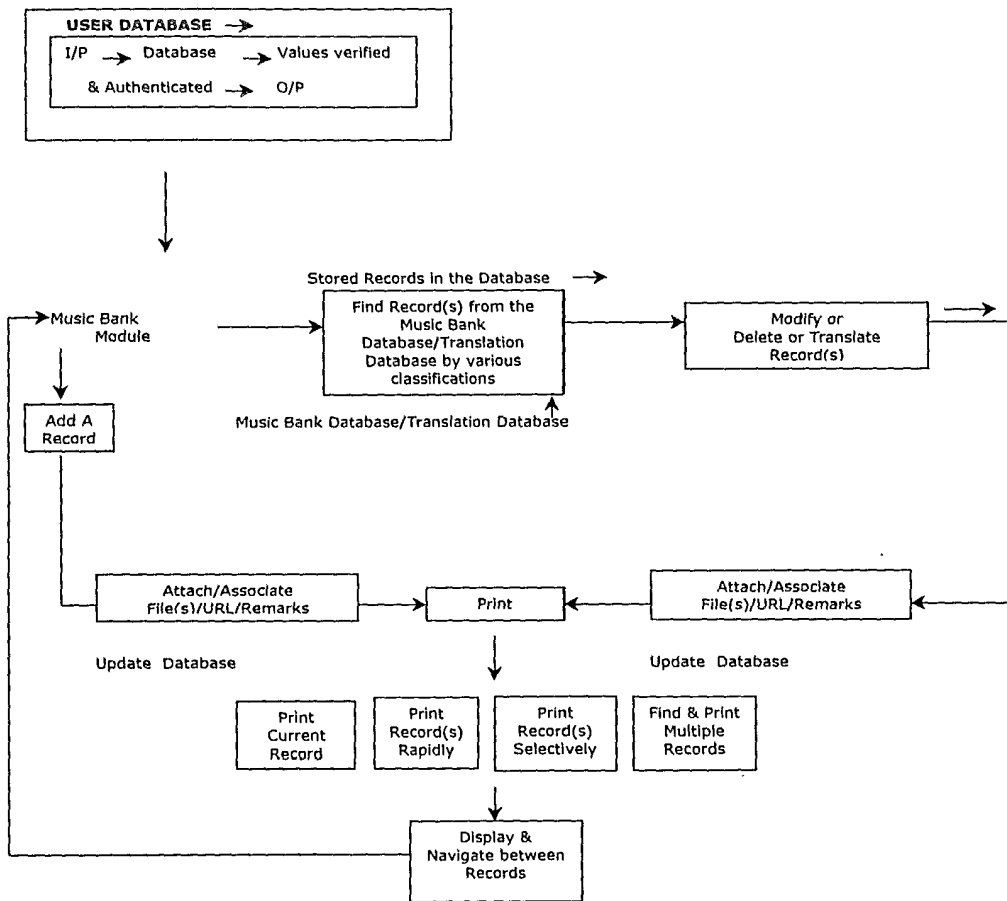 USER DATABASE
I/P Database Values verified
& Authenticated O/P
Stored Records in the Database
Music Bank
Module
Find Record(s) from the
Music Bank
Database/Translation
Database by various
classifications
Modify or
Delete or Translate
Record(s)
Music Bank Database/Translation Database
Add A
Record
Attach/Associate
File(s)/URL/Remarks
Print
Attach/Associate
File(s)/URL/Remarks
Update Database
Update Database
Print
Current
Record
Print
Record(s)
Rapidly
Print
Record(s)
Selectively
Find & Print
Multiple
Records
Display &
Navigate between
Records